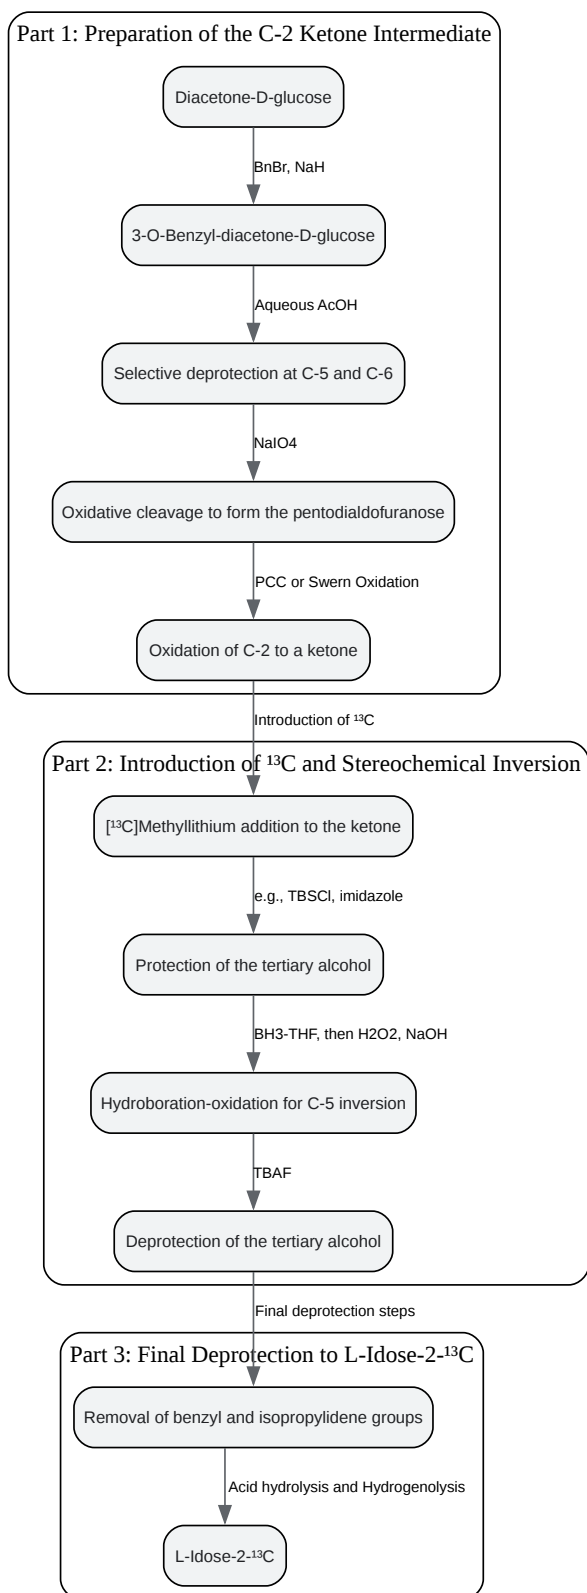 Part 1: Preparation of the C-2 Ketone Intermediate
Diacetone-D-glucose
BnBr, NaH
3-O-Benzyl-diacetone-D-glucose
Aqueous AcOH
Selective deprotection at C-5 and C-6
NaIO4
Oxidative cleavage to form the pentodialdofuranose
PCC or Swern Oxidation
Oxidation of C-2 to a ketone
Introduction of ¹³C
Part 2: Introduction of ¹³C and Stereochemical Inversion
[¹³C]Methyllithium addition to the ketone
e.g., TBSCl, imidazole
Protection of the tertiary alcohol
BH3-THF, then H2O2, NaOH
Hydroboration-oxidation for C-5 inversion
TBAF
Deprotection of the tertiary alcohol
Final deprotection steps
Part 3: Final Deprotection to L-Idose-2-¹³C
Removal of benzyl and isopropylidene groups
Acid hydrolysis and Hydrogenolysis
L-Idose-2-¹³C